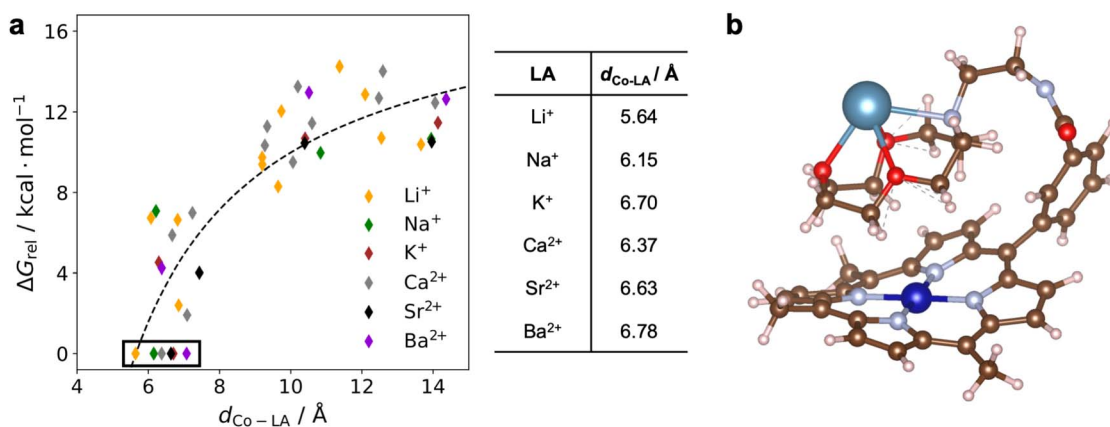 a
b
16
12
8
4
0
ΔG_rel / kcal · mol⁻¹
4
6
8
10
12
14
d_Co−LA / Å
Li⁺
Na⁺
K⁺
Ca²⁺
Sr²⁺
Ba²⁺
LA d_Co-LA / Å
Li⁺ 5.64
Na⁺ 6.15
K⁺ 6.70
Ca²⁺ 6.37
Sr²⁺ 6.63
Ba²⁺ 6.78